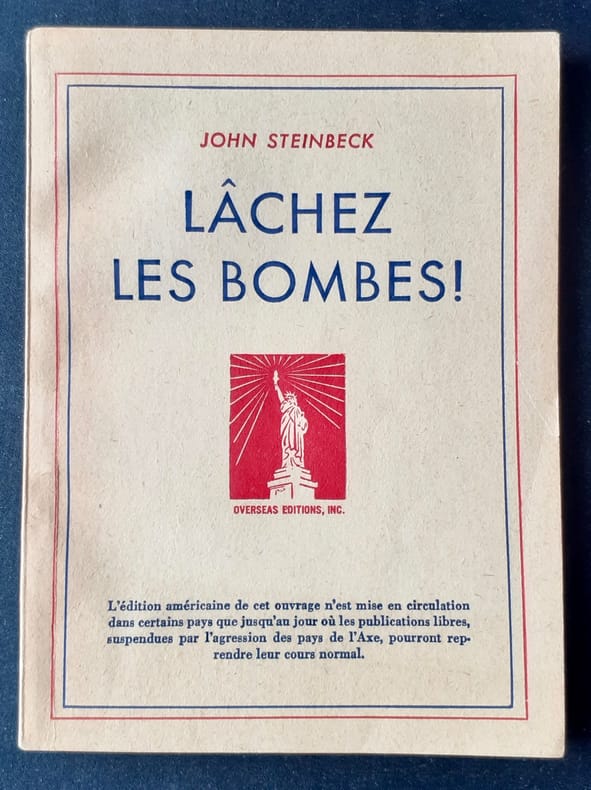 JOHN STEINBECK
LÂCHEZ
LES BOMBES!
OVERSEAS EDITIONS, INC.
L'édition américaine de cet ouvrage n'est mise en circulation
dans certains pays que jusqu'au jour où les publications libres,
suspendues par l'agression des pays de l'Axe, pourront rep-
rendre leur cours normal.